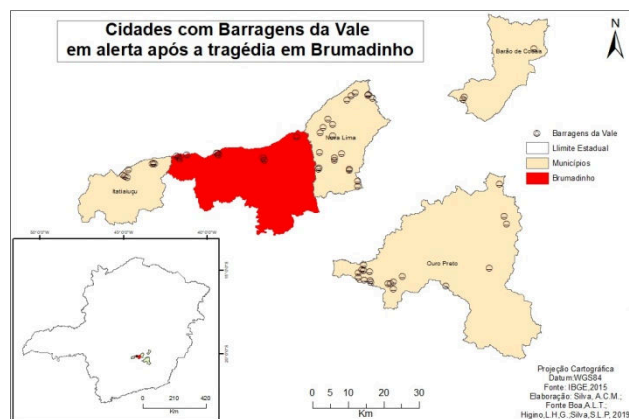 Cidades com Barragens da Vale
em alerta após a tragédia em Brumadinho
N
Barão de Cocais
Nova Lima
Itatiaiuçu
Ouro Preto
Barragens da Vale
Llimite Estadual
Municípios
Brumadinho
0 210 420
Km
0 5 10 20 30
Km
Projeção Cartográfica
Datum:WGS84
Fonte: IBGE,2015
Elaboração: Silva, A.C.M.;
Fonte Boa,A.L.T.;
Higino,L.H.G.;Silva,S.L.P, 2019